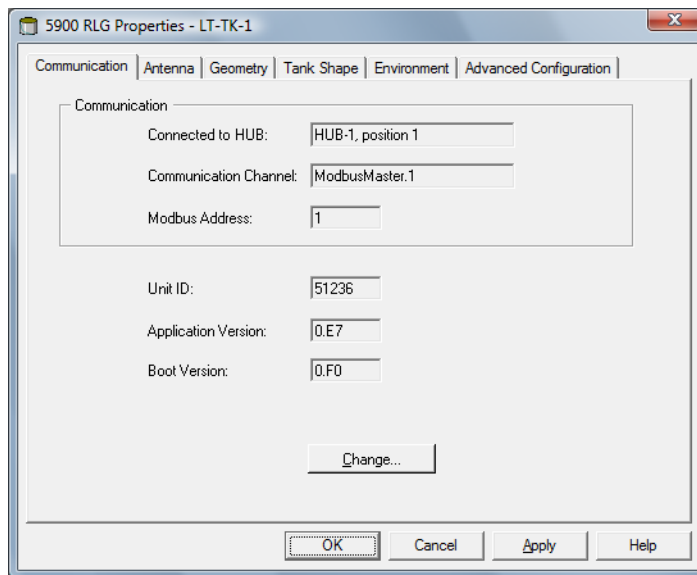 5900 RLG Properties - LT-TK-1
Communication Antenna Geometry Tank Shape Environment Advanced Configuration
Communication
Connected to HUB: HUB-1, position 1
Communication Channel: ModbusMaster.1
Modbus Address: 1
Unit ID: 51236
Application Version: 0.E7
Boot Version: 0.F0
Change...
OK Cancel Apply Help